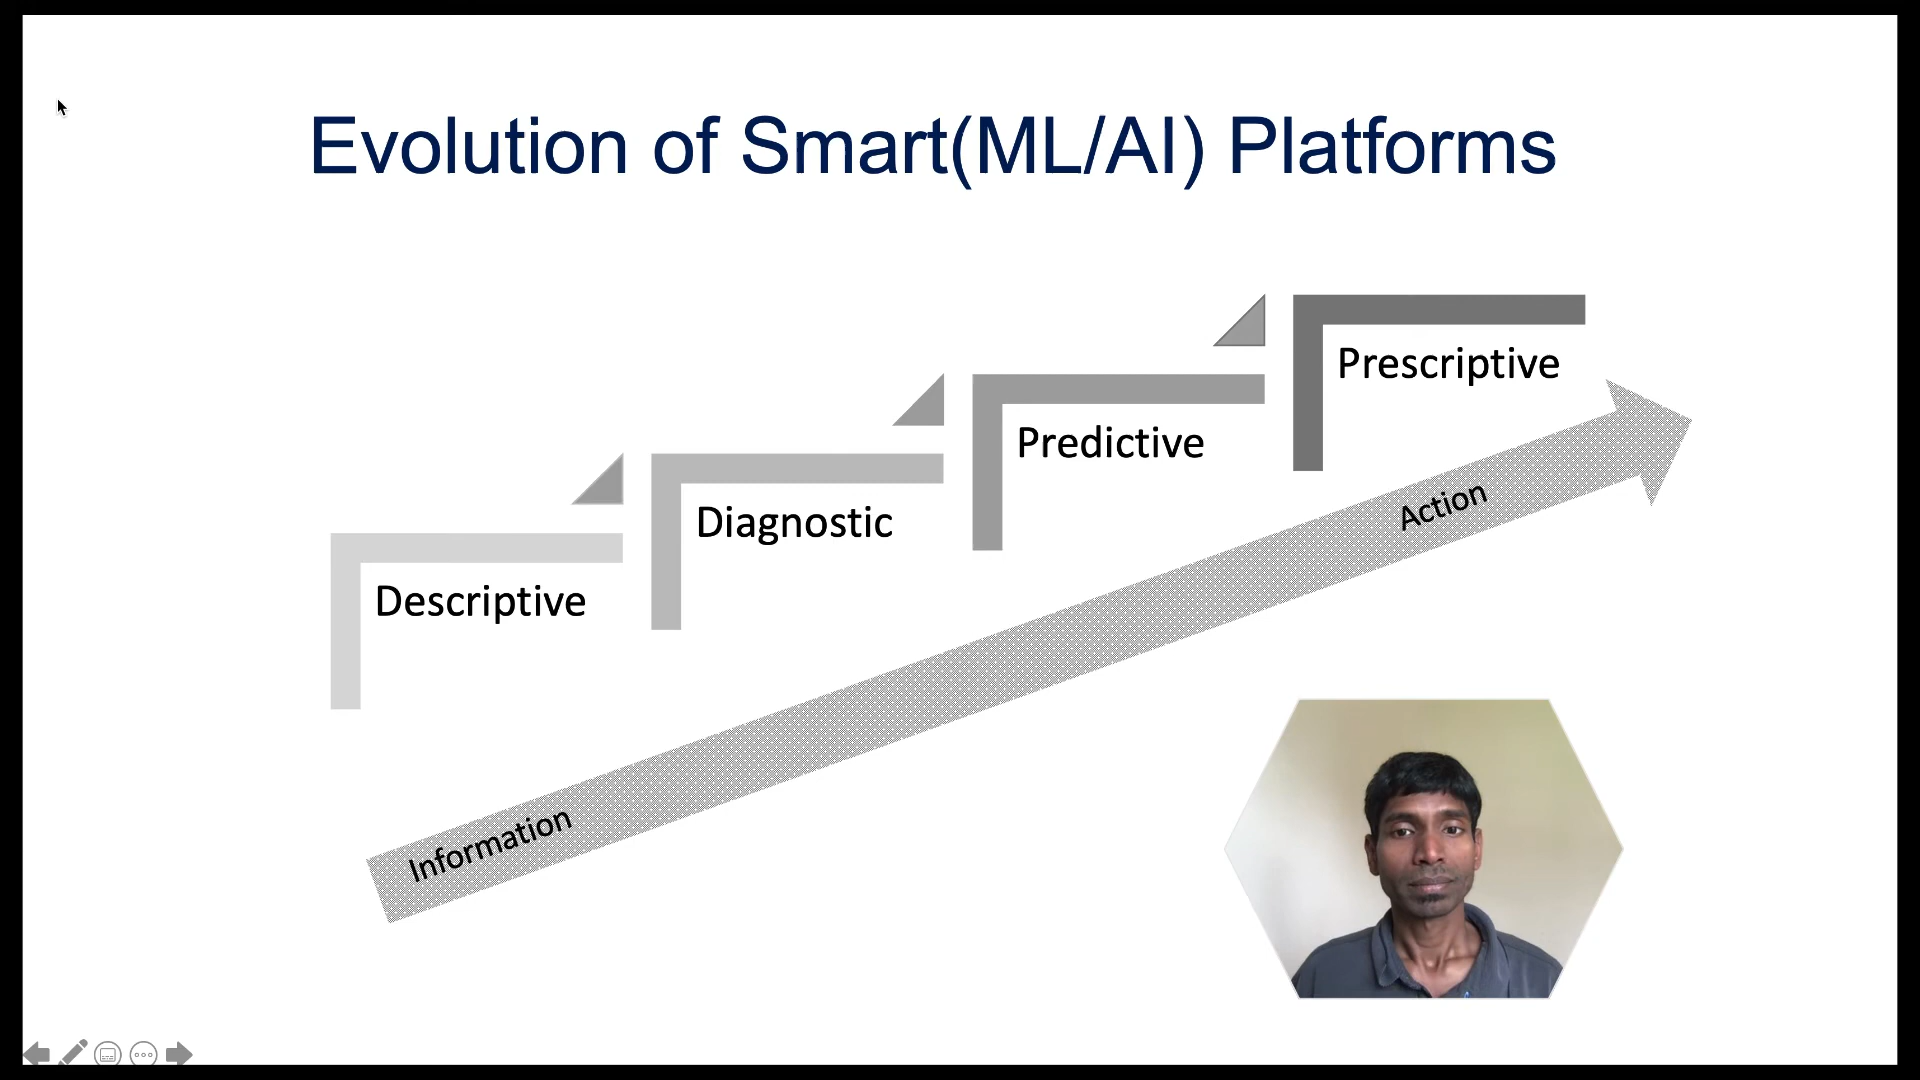 Evolution of Smart(ML/AI) Platforms
Prescriptive
Predictive
Diagnostic
Descriptive
Action
Information